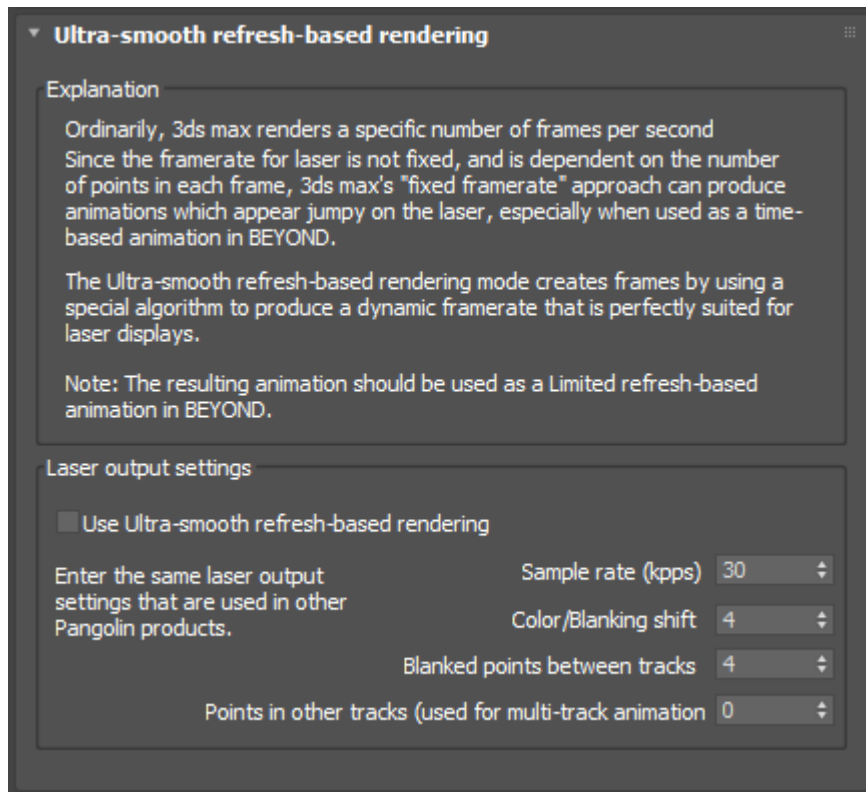 Ultra-smooth refresh-based rendering
Explanation
Ordinarily, 3ds max renders a specific number of frames per second
Since the framerate for laser is not fixed, and is dependent on the number
of points in each frame, 3ds max's "fixed framerate" approach can produce
animations which appear jumpy on the laser, especially when used as a time-
based animation in BEYOND.
The Ultra-smooth refresh-based rendering mode creates frames by using a
special algorithm to produce a dynamic framerate that is perfectly suited for
laser displays.
Note: The resulting animation should be used as a Limited refresh-based
animation in BEYOND.
Laser output settings
Use Ultra-smooth refresh-based rendering
Enter the same laser output
settings that are used in other
Pangolin products.
Sample rate (kpps) 30
Color/Blanking shift 4
Blanked points between tracks 4
Points in other tracks (used for multi-track animation 0